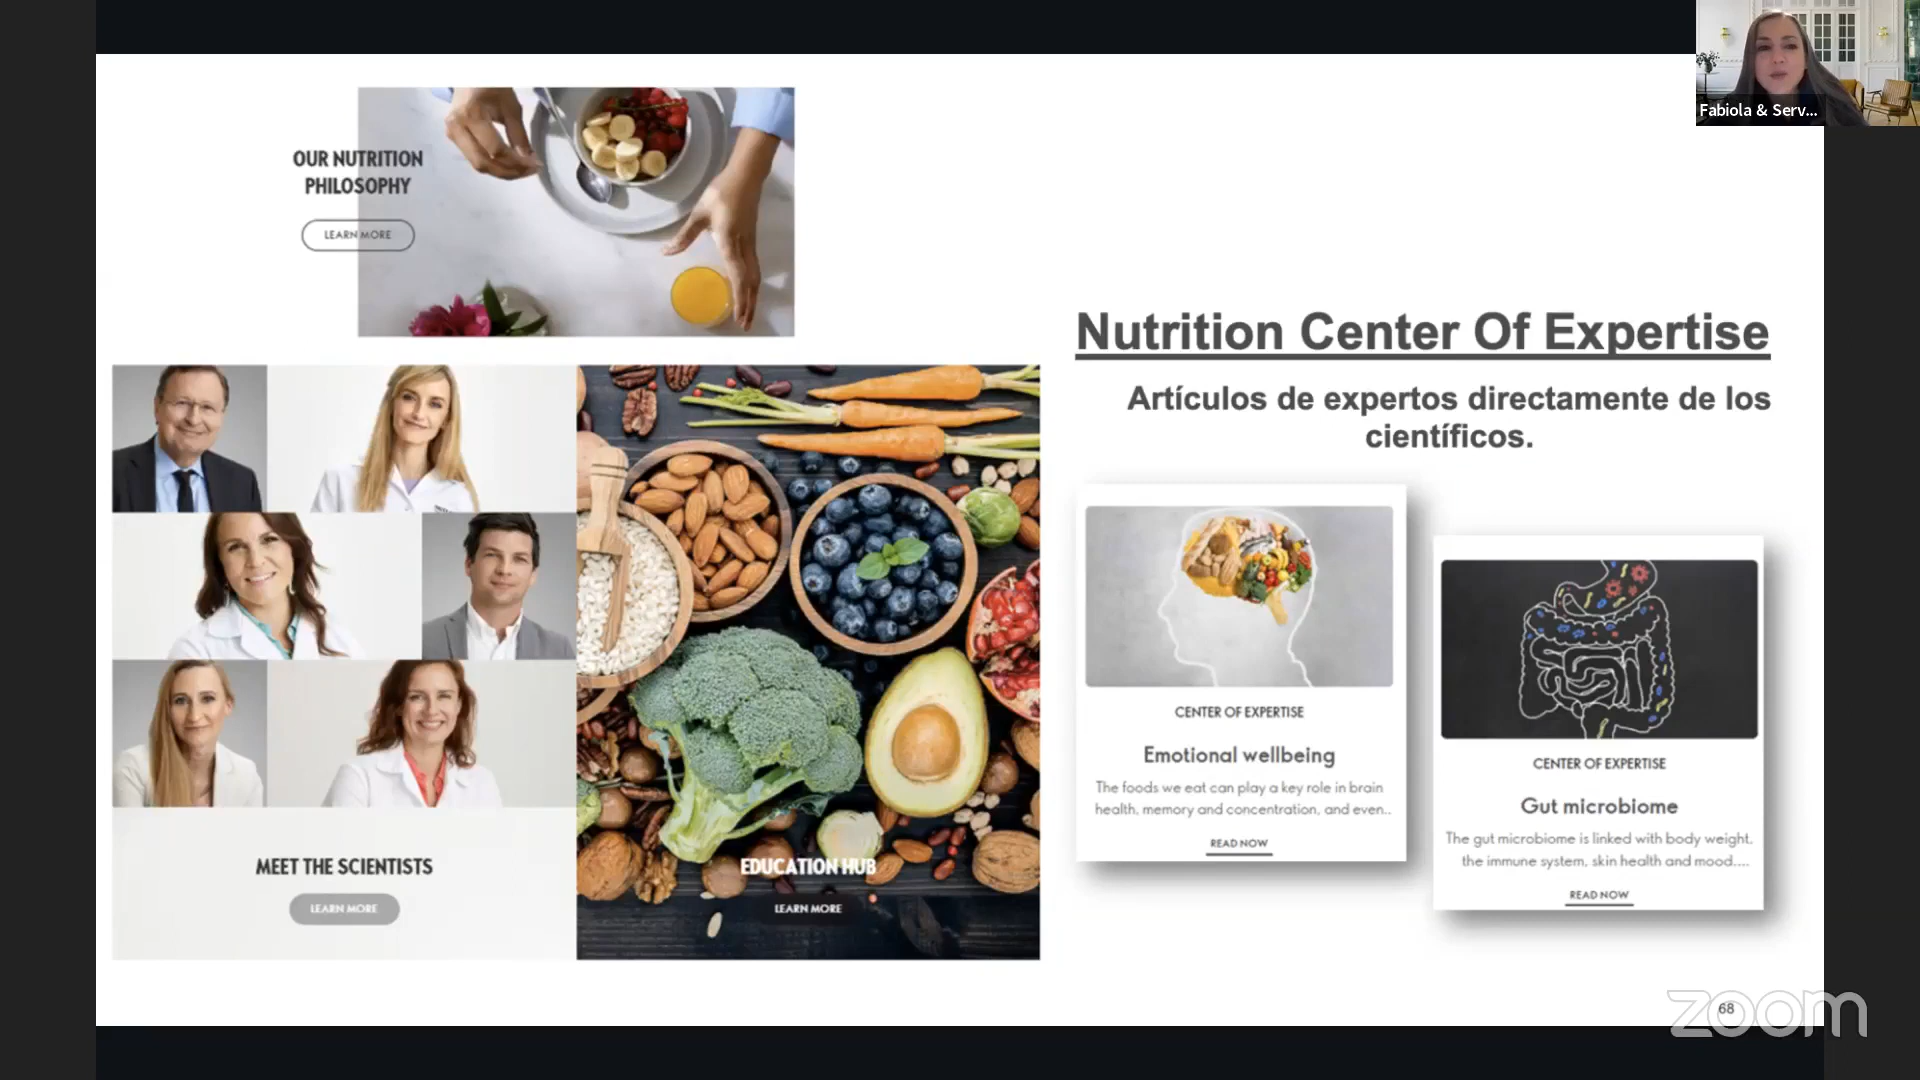 Fabiola & Serv...
OUR NUTRITION
PHILOSOPHY
LEARN MORE
MEET THE SCIENTISTS
LEARN MORE
EDUCATION HUB
LEARN MORE
Nutrition Center Of Expertise
Artículos de expertos directamente de los
científicos.
CENTER OF EXPERTISE
Emotional wellbeing
The foods we eat can play a key role in brain
health, memory and concentration, and even..
READ NOW
CENTER OF EXPERTISE
Gut microbiome
The gut microbiome is linked with body weight,
the immune system, skin health and mood....
READ NOW
68
zoom